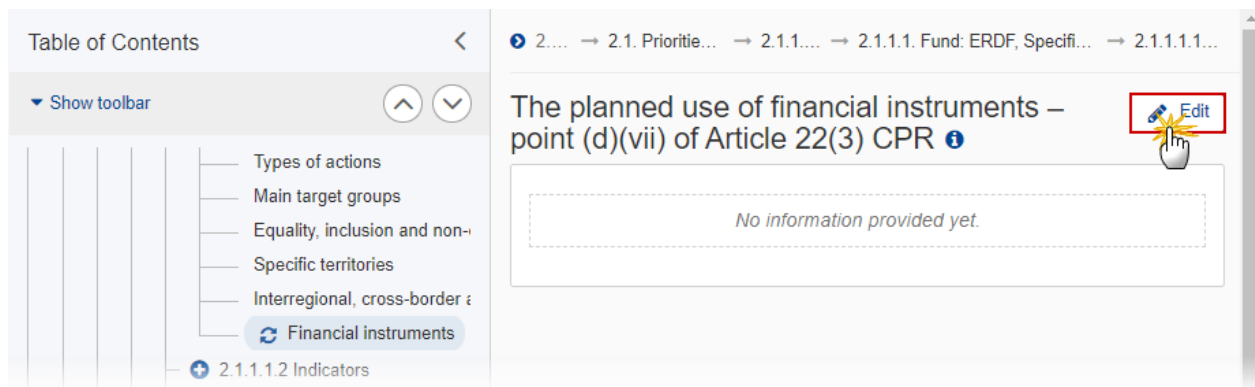 Table of Contents
2.... → 2.1. Prioritie... → 2.1.1.... → 2.1.1.1. Fund: ERDF, Specifi... → 2.1.1.1.1...
Show toolbar
The planned use of financial instruments –
point (d)(vii) of Article 22(3) CPR
Edit
No information provided yet.
Types of actions
Main target groups
Equality, inclusion and non-
Specific territories
Interregional, cross-border
Financial instruments
2.1.1.1.2 Indicators